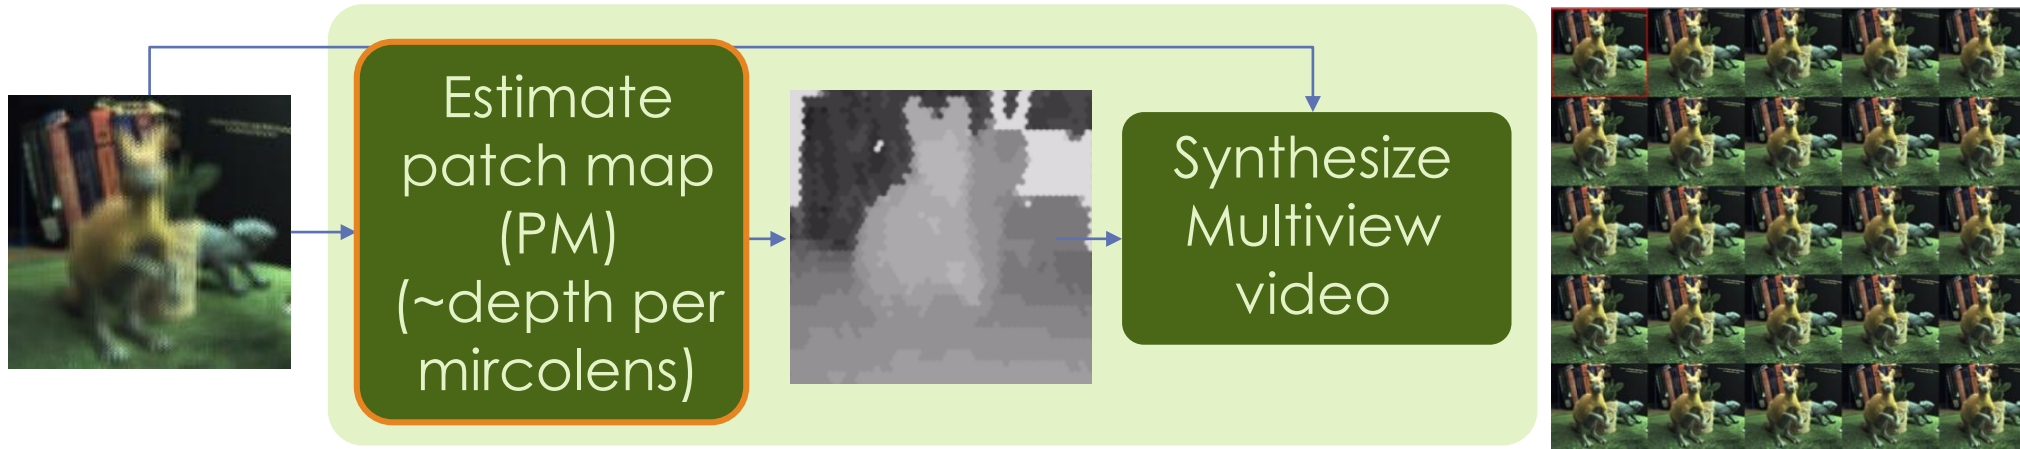 Estimate
patch map
(PM)
(~depth per
mircolens)
Synthesize
Multiview
video